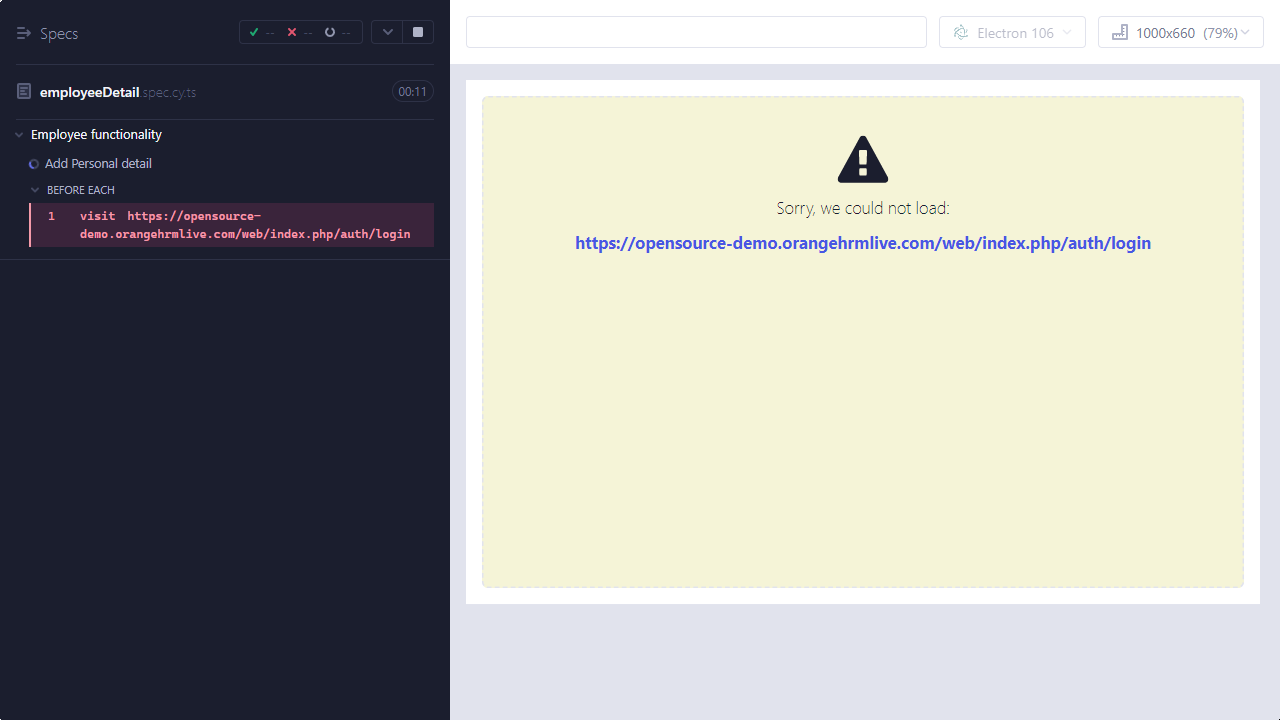 Specs
-- -- --
employeeDetail.spec.cy.ts 00:11
Employee functionality
Add Personal detail
BEFORE EACH
1 visit https://opensource-
demo.orangehrmlive.com/web/index.php/auth/login
Electron 106
1000x660 (79%)
Sorry, we could not load:
https://opensource-demo.orangehrmlive.com/web/index.php/auth/login